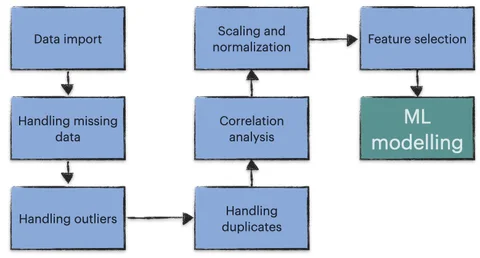 Data import
Handling missing
data
Handling outliers
Handling
duplicates
Correlation
analysis
Scaling and
normalization
Feature selection
ML
modelling